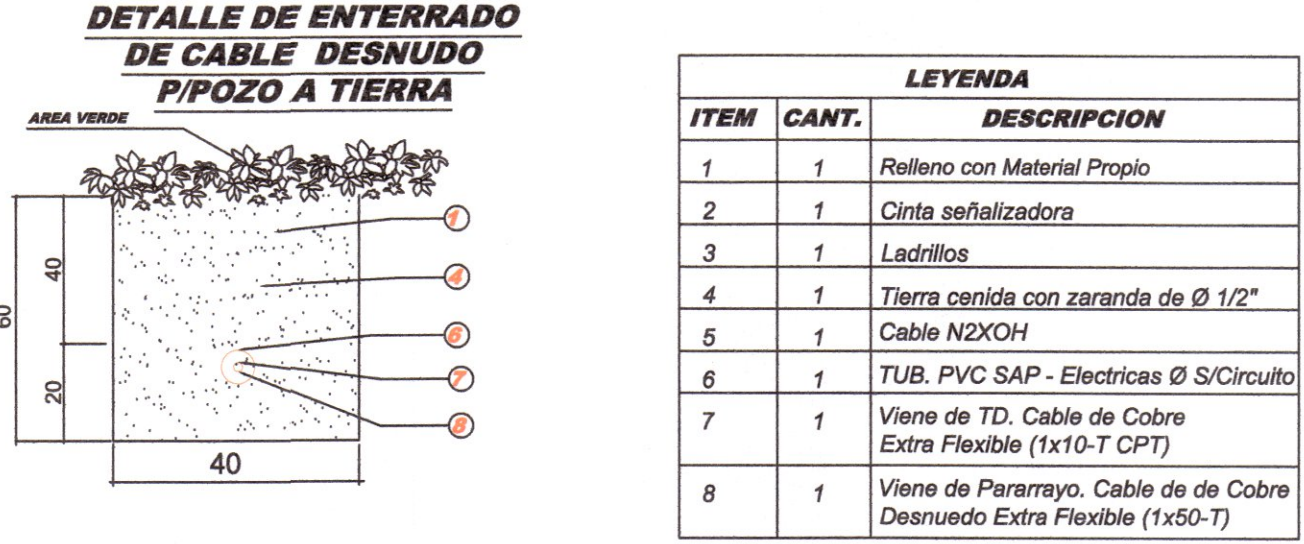 DETALLE DE ENTERRADO
DE CABLE DESNUDO
P/POZO A TIERRA
AREA VERDE
1
4
6
7
8
60
40
20
40
LEYENDA
ITEM CANT. DESCRIPCION
1 1 Relleno con Material Propio
2 1 Cinta señalizadora
3 1 Ladrillos
4 1 Tierra cenida con zaranda de Ø 1/2"
5 1 Cable N2XOH
6 1 TUB. PVC SAP - Electricas Ø S/Circuito
7 1 Viene de TD. Cable de Cobre
Extra Flexible (1x10-T CPT)
8 1 Viene de Pararrayo. Cable de de Cobre
Desnuedo Extra Flexible (1x50-T)